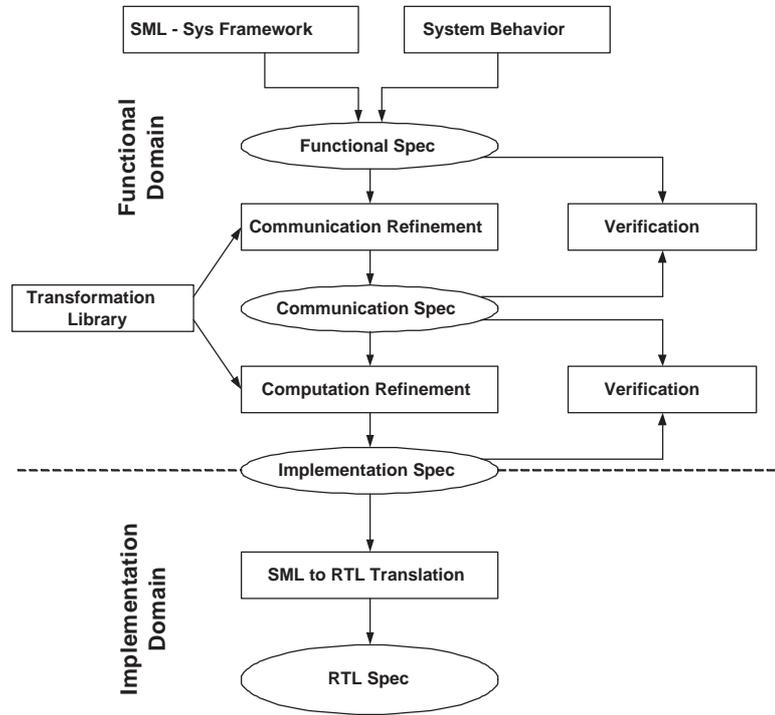 SML - Sys Framework
System Behavior
Functional
Domain
Functional Spec
Communication Refinement
Verification
Transformation
Library
Communication Spec
Computation Refinement
Verification
Implementation Spec
Implementation
Domain
SML to RTL Translation
RTL Spec